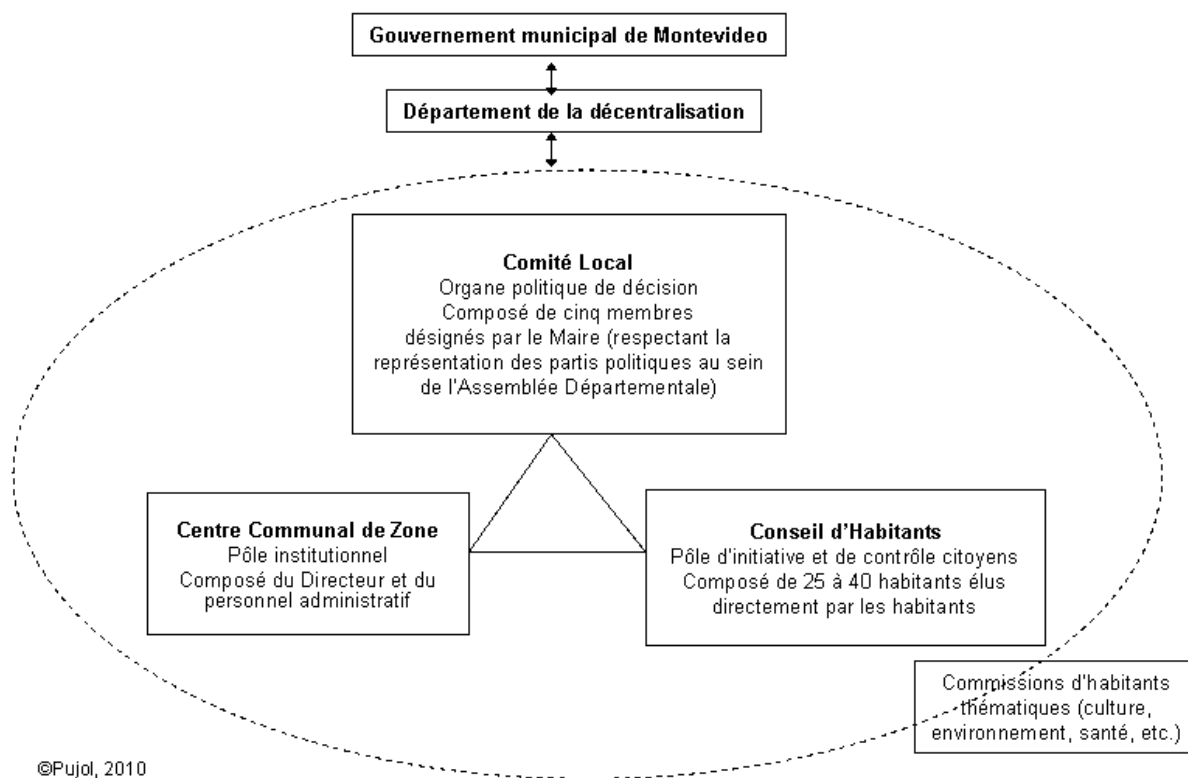 Gouvernement municipal de Montevideo
Département de la décentralisation
Comité Local
Organe politique de décision
Composé de cinq membres
désignés par le Maire (respectant la
représentation des partis politiques au sein
de l'Assemblée Départementale)
Centre Communal de Zone
Pôle institutionnel
Composé du Directeur et du
personnel administratif
Conseil d'Habitants
Pôle d'initiative et de contrôle citoyens
Composé de 25 à 40 habitants élus
directement par les habitants
Commissions d'habitants
thématiques (culture,
environnement, santé, etc.)
©Pujol, 2010